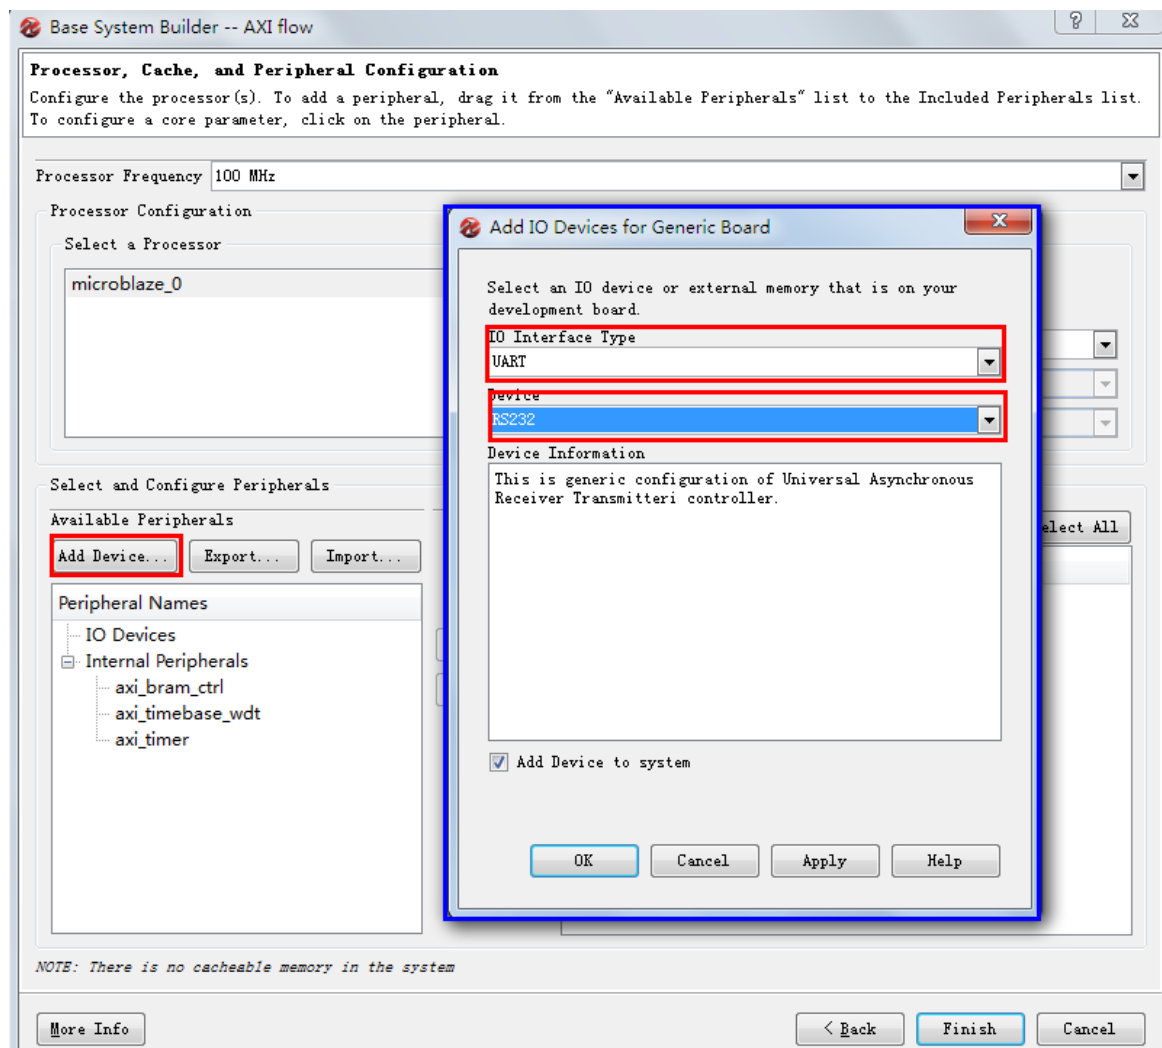 Base System Builder -- AXI flow
Processor, Cache, and Peripheral Configuration
Configure the processor(s). To add a peripheral, drag it from the "Available Peripherals" list to the Included Peripherals list.
To configure a core parameter, click on the peripheral.
Processor Frequency 100 MHz
Processor Configuration
Select a Processor
microblaze_0
Add IO Devices for Generic Board
Select an IO device or external memory that is on your
development board.
IO Interface Type
UART
Device
RS232
Device Information
This is generic configuration of Universal Asynchronous
Receiver Transmitteri controller.
Add Device to system
OK Cancel Apply Help
Select and Configure Peripherals
Available Peripherals
Add Device... Export... Import...
elect All
Peripheral Names
IO Devices
Internal Peripherals
axi_bram_ctrl
axi_timebase_wdt
axi_timer
NOTE: There is no cacheable memory in the system
More Info < Back Finish Cancel